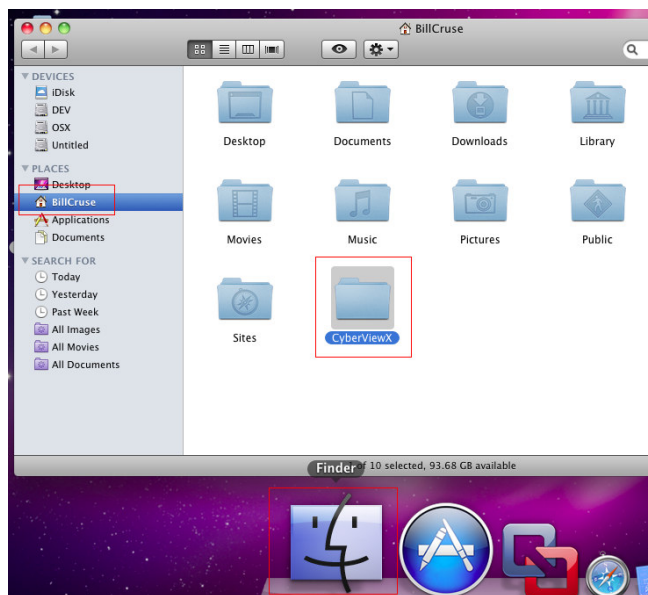 BillCruse
DEVICES
iDisk
DEV
OSX
Untitled
PLACES
Desktop
BillCruse
Applications
Documents
SEARCH FOR
Today
Yesterday
Past Week
All Images
All Movies
All Documents
Desktop Documents Downloads Library
Movies Music Pictures Public
Sites CyberViewX
of 10 selected, 93.68 GB available
Finder